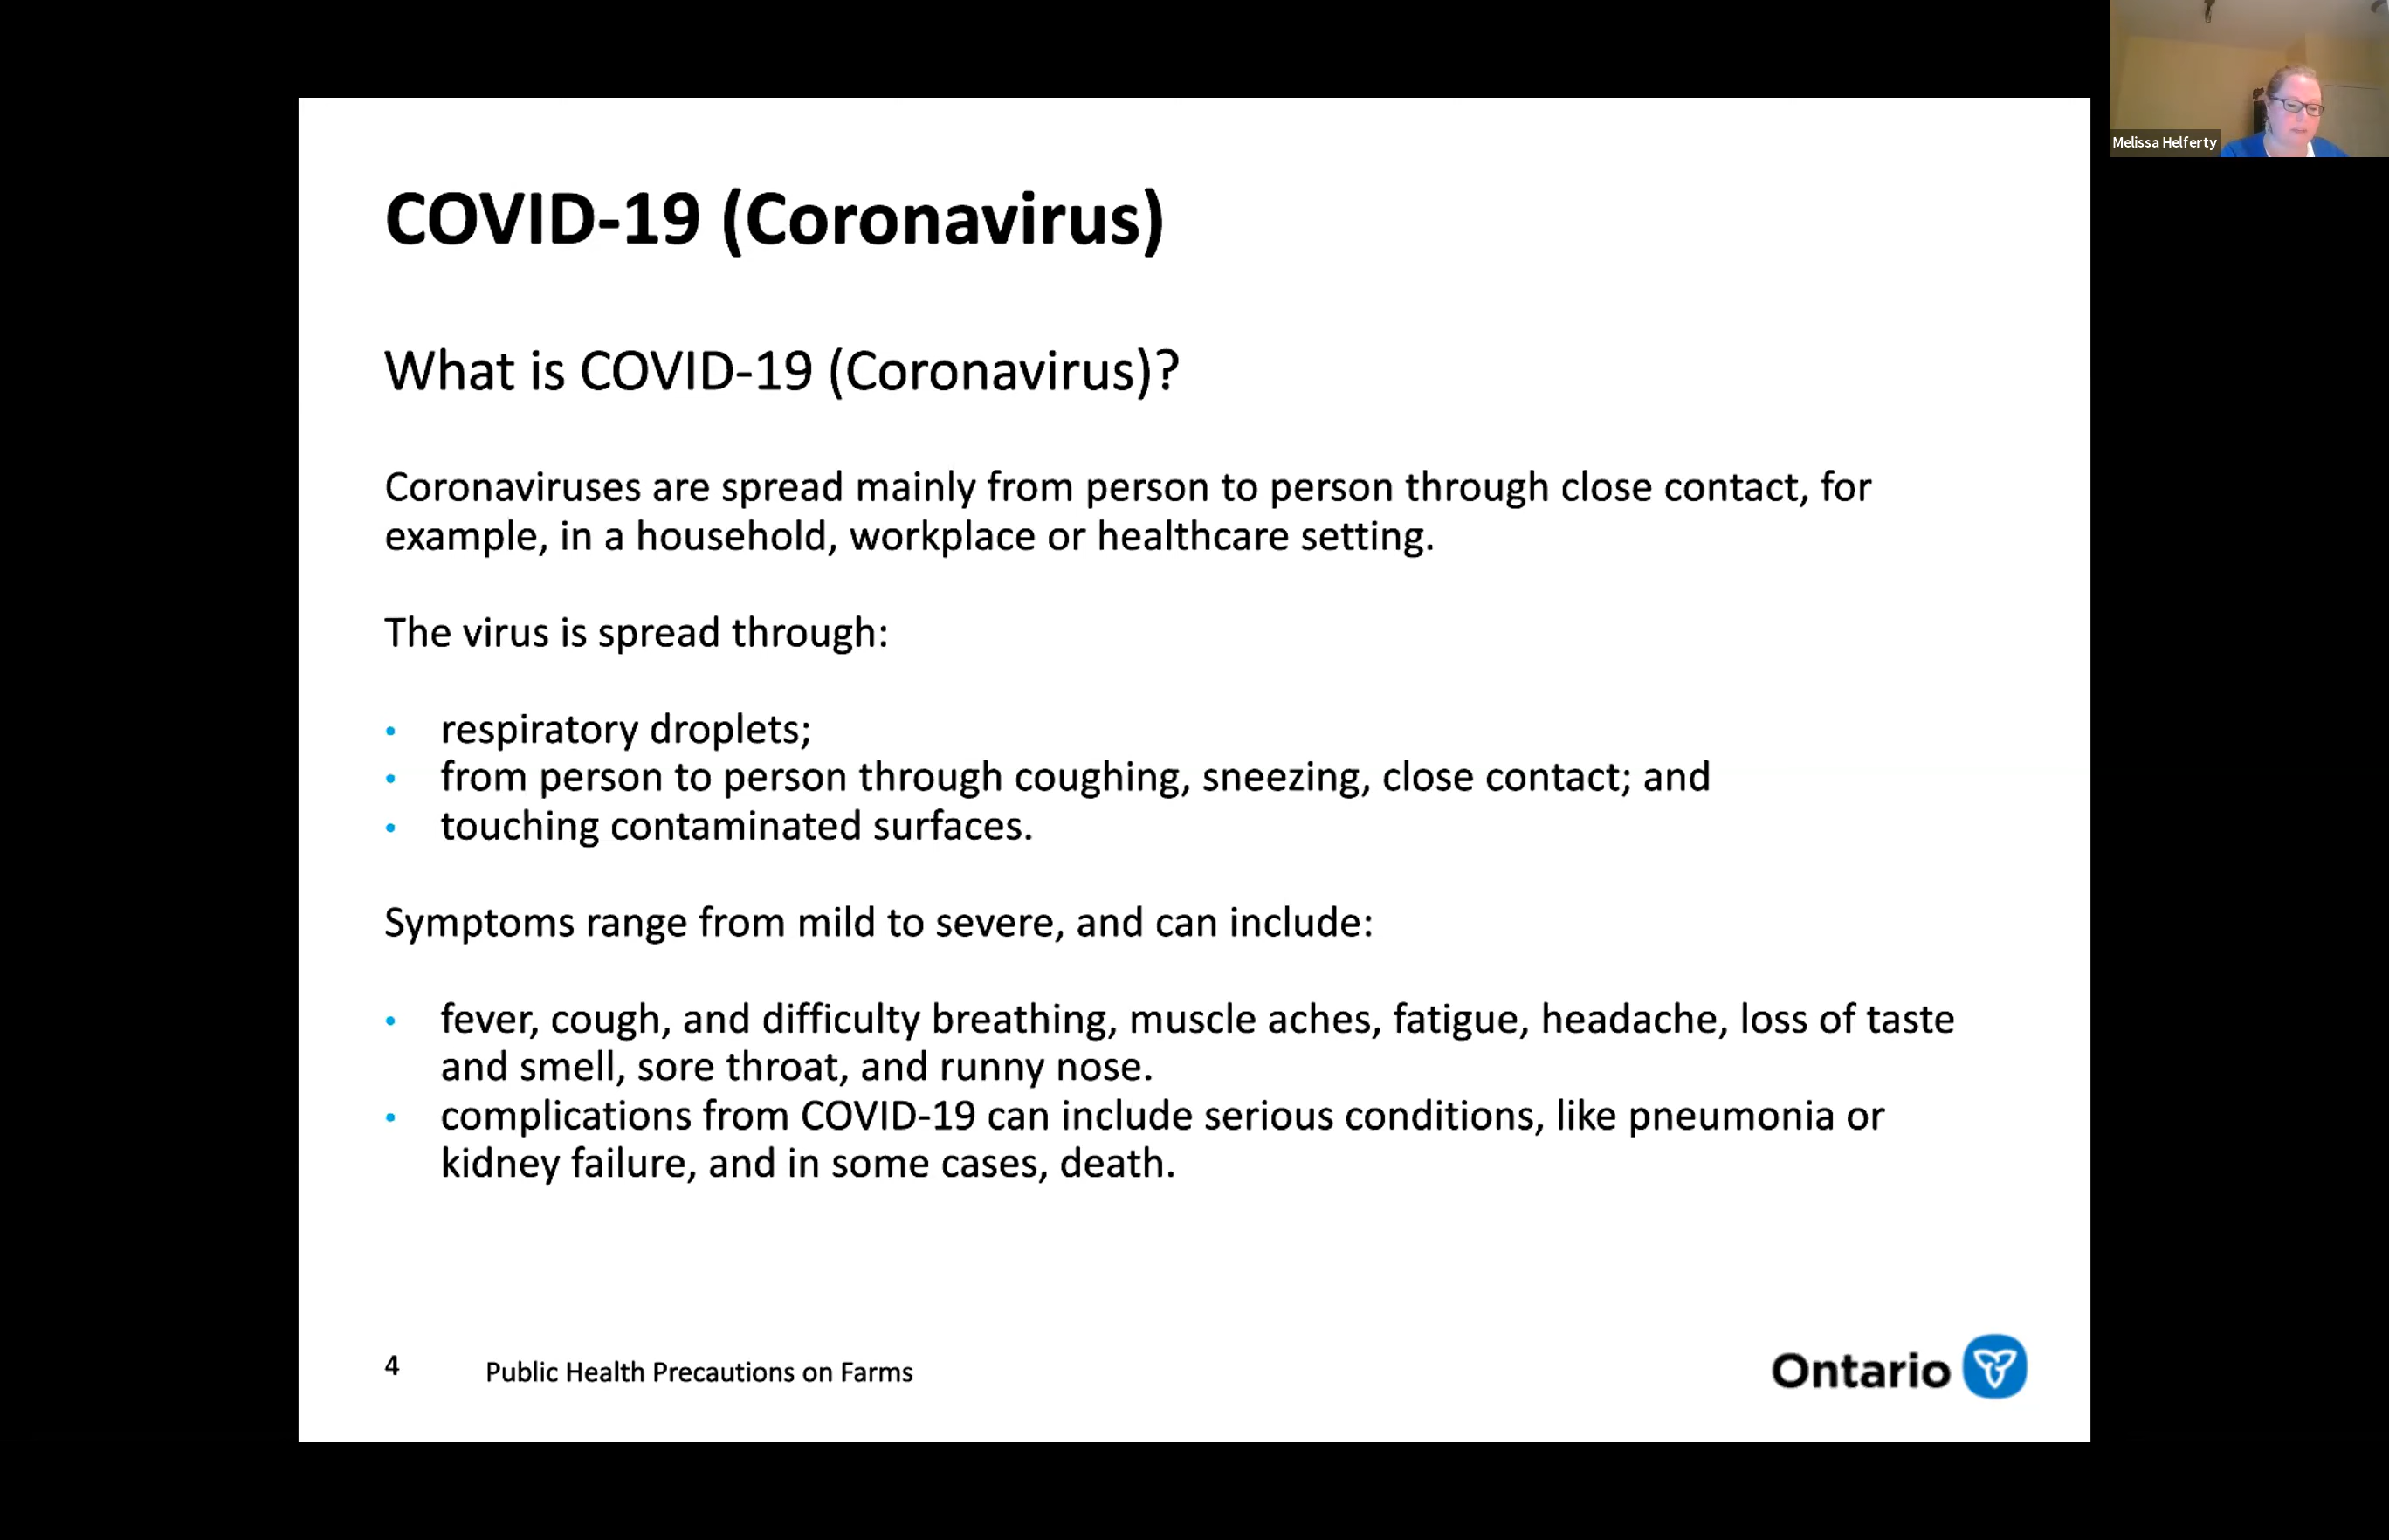 COVID-19 (Coronavirus)
What is COVID-19 (Coronavirus)?
Coronaviruses are spread mainly from person to person through close contact, for
example, in a household, workplace or healthcare setting.
The virus is spread through:
• respiratory droplets;
• from person to person through coughing, sneezing, close contact; and
• touching contaminated surfaces.
Symptoms range from mild to severe, and can include:
• fever, cough, and difficulty breathing, muscle aches, fatigue, headache, loss of taste
and smell, sore throat, and runny nose.
• complications from COVID-19 can include serious conditions, like pneumonia or
kidney failure, and in some cases, death.
4 Public Health Precautions on Farms
Ontario
Melissa Helferty